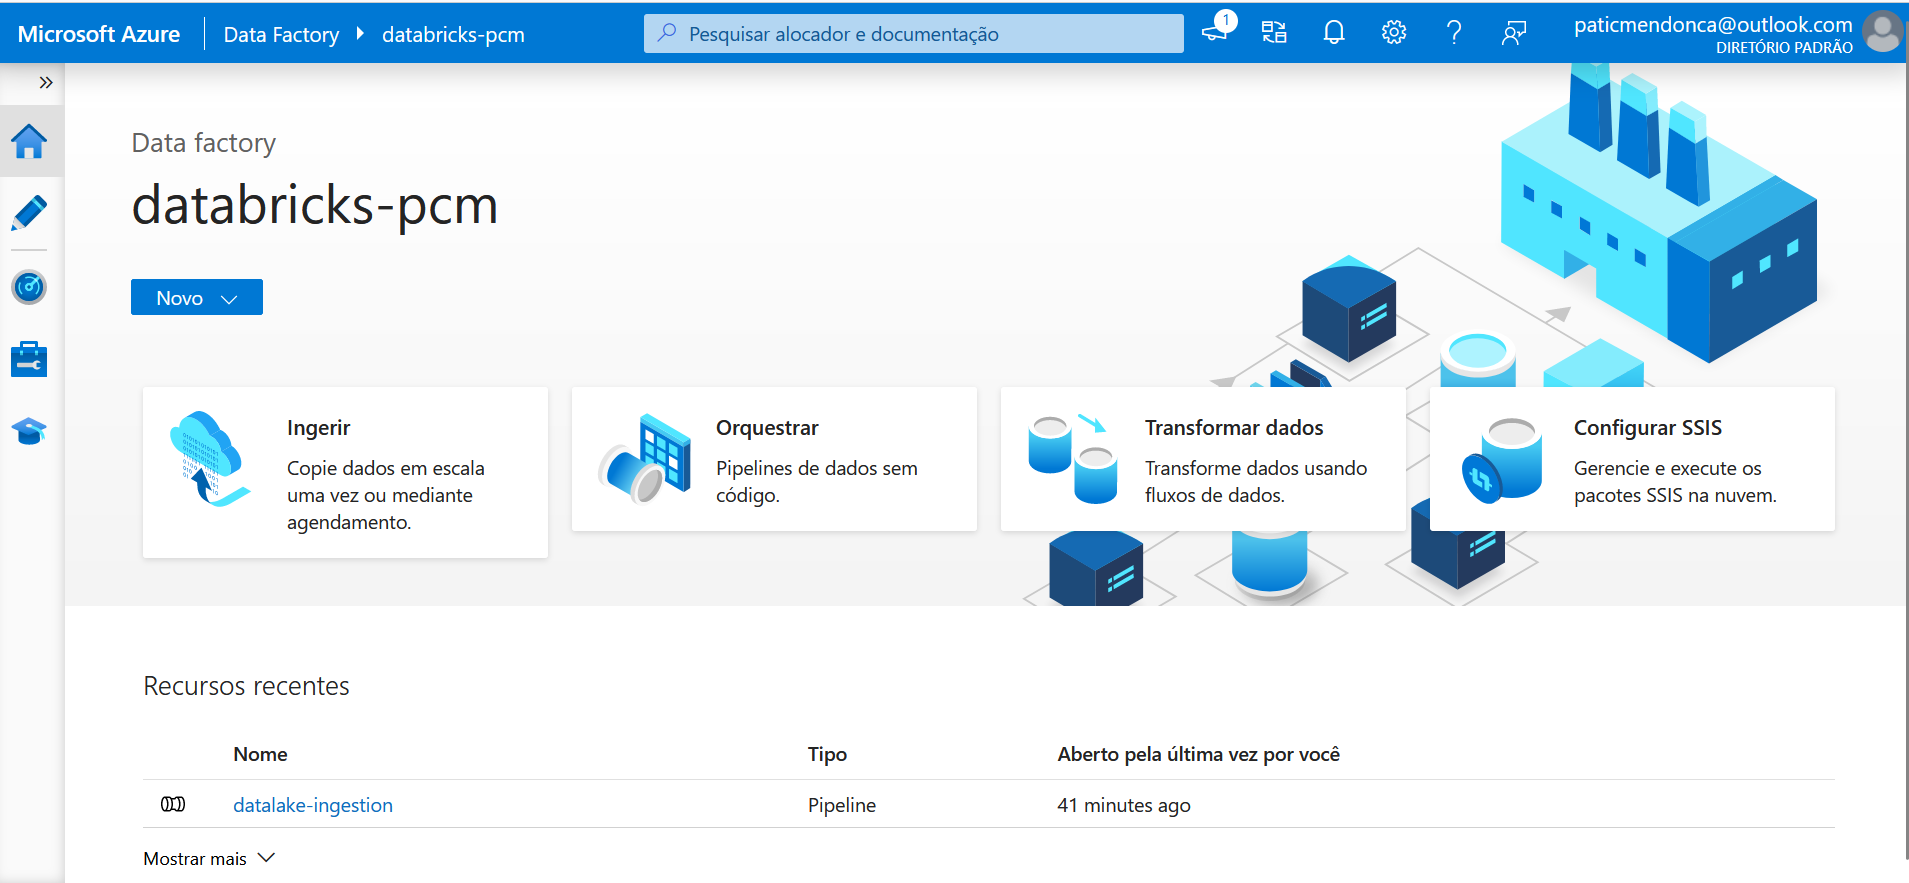 Microsoft Azure
Data Factory
databricks-pcm
Pesquisar alocador e documentação
1
paticmendonca@outlook.com
DIRETÓRIO PADRÃO
Data factory
databricks-pcm
Novo
Ingerir
Copie dados em escala
uma vez ou mediante
agendamento.
Orquestrar
Pipelines de dados sem
código.
Transformar dados
Transforme dados usando
fluxos de dados.
Configurar SSIS
Gerencie e execute os
pacotes SSIS na nuvem.
Recursos recentes
Nome Tipo Aberto pela última vez por você
datalake-ingestion Pipeline 41 minutes ago
Mostrar mais